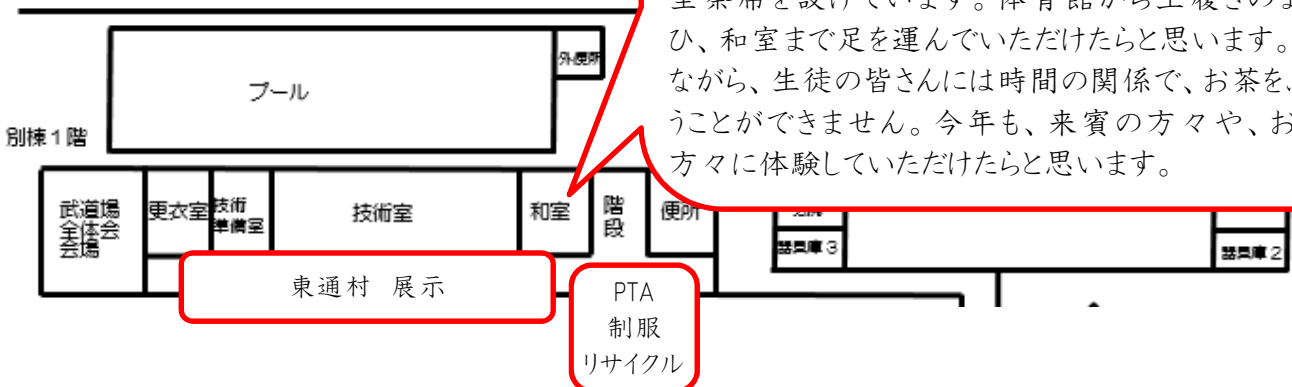 ひ、和室まで足を運んでいただけたらと思います。
ながら、生徒の皆さんには時間の関係で、お茶を
うことができません。今年も、来賓の方々や、お
方々に体験していただけたらと思います。
外便所
プール
別棟1階
武道場
全体会
会場
更衣室
技術
準備室
技術室
和室
階
段
便所
器具庫3
器具庫2
東通村 展示
PTA
制服
リサイクル